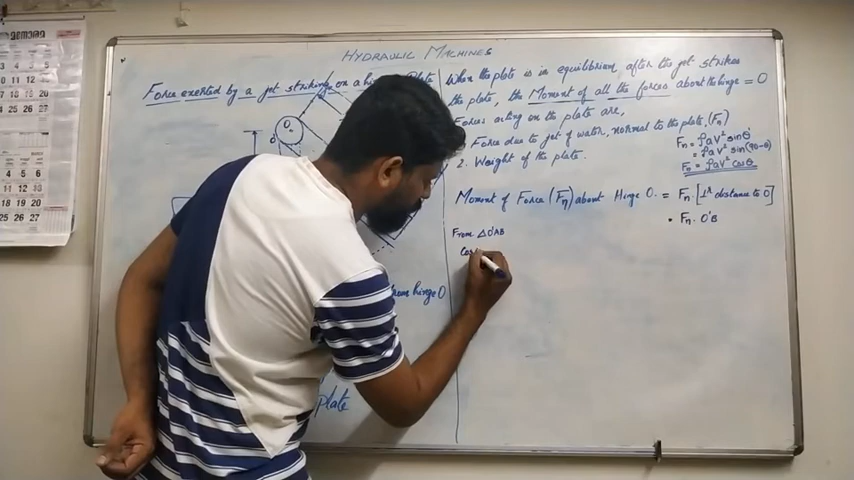 മനോരമ
HYDRAULIC MACHINES
Force exerted by a jet striking on a hinged Plate
When the plate is in equilibrium after the jet strikes
the plate, the Moment of all the forces about the hinge = 0
Forces acting on the plate are,
Force due to jet of water, normal to the plate. (Fn)
2. Weight of the plate.
Fn = ρaV² sinθ'
= ρaV² sin(90-θ)
Fn = ρaV² cosθ
Moment of Force (Fn) about Hinge O. = Fn. [⊥r distance to O]
= Fn. O'B
From △O'AB
Cos
O
from hinge O
plate